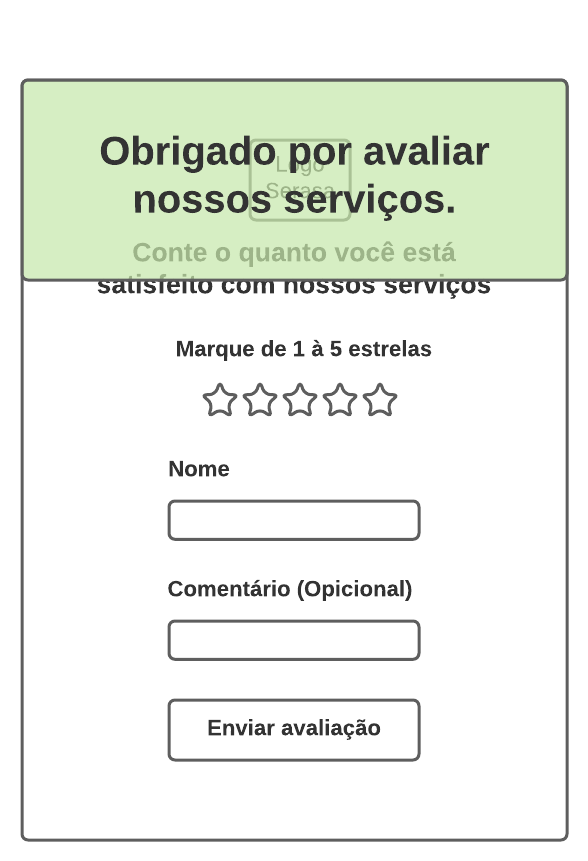 Obrigado por avaliar
nossos serviços.
Logo
Serasa
Conte o quanto você está
satisfeito com nossos serviços
Marque de 1 à 5 estrelas
Nome
Comentário (Opicional)
Enviar avaliação